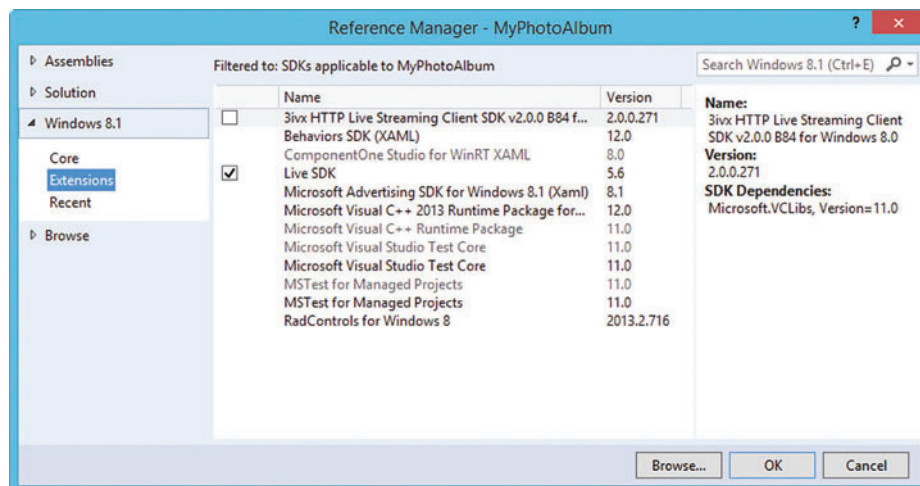 Reference Manager - MyPhotoAlbum
?
Assemblies
Solution
Windows 8.1
Core
Extensions
Recent
Browse
Filtered to: SDKs applicable to MyPhotoAlbum
Name Version
3ivx HTTP Live Streaming Client SDK v2.0.0 B84 f... 2.0.0.271
Behaviors SDK (XAML) 12.0
ComponentOne Studio for WinRT XAML 8.0
Live SDK 5.6
Microsoft Advertising SDK for Windows 8.1 (Xaml) 8.1
Microsoft Visual C++ 2013 Runtime Package for... 12.0
Microsoft Visual C++ Runtime Package 11.0
Microsoft Visual Studio Test Core 11.0
Microsoft Visual Studio Test Core 11.0
MSTest for Managed Projects 11.0
MSTest for Managed Projects 11.0
RadControls for Windows 8 2013.2.716
Search Windows 8.1 (Ctrl+E)
Name:
3ivx HTTP Live Streaming Client
SDK v2.0.0 B84 for Windows 8.0
Version:
2.0.0.271
SDK Dependencies:
Microsoft.VCLibs, Version=11.0
Browse... OK Cancel